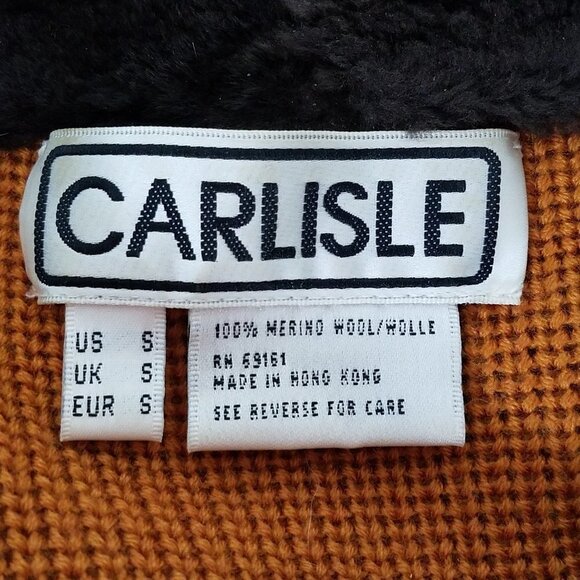 CARLISLE
US S
UK S
EUR S
100% MERINO WOOL/WOLLE
RN 69161
MADE IN HONG KONG
SEE REVERSE FOR CARE